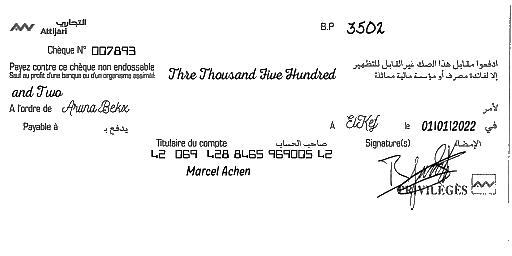 التجاري
Attijari
B.P 3502
Chèque N° 007893
Payez contre ce chèque non endossable
Sauf au profit d'une banque ou d'un organisme assimilé
Thre Thousand Five Hundred
ادفعوا مقابل هذا الصك غير القابل للتظهير
إلا لفائدة مصرف أو مؤسسة مالية مماثلة
and Two
A l'ordre de Aruna Bekx
لأمر
Payable à
يدفع بـ
A ElKef le 01|01|2022 في
Titulaire du compte صاحب الحساب
Signature(s) الإمضاء
42 069 428 8465 969005 42
Marcel Achen
PRIVILÈGES